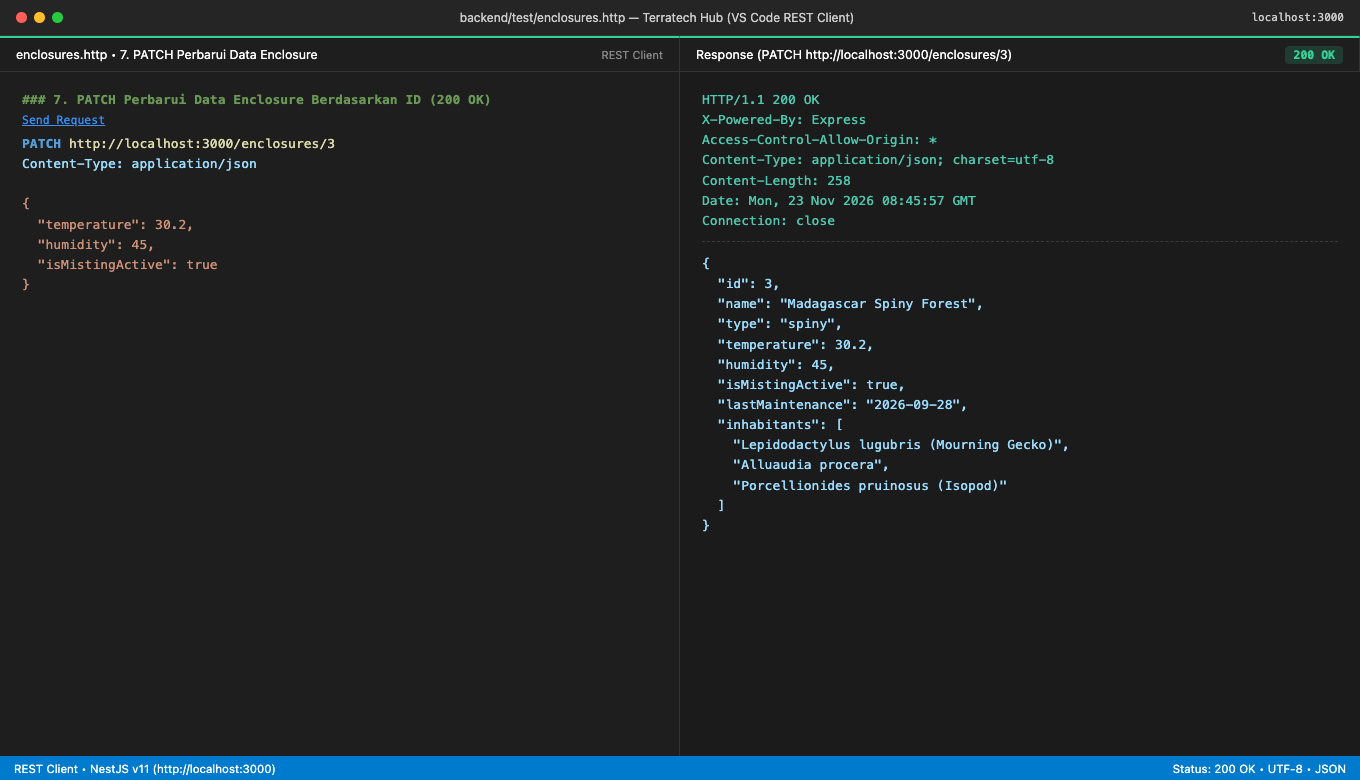 backend/test/enclosures.http — Terratech Hub (VS Code REST Client)
localhost:3000
enclosures.http • 7. PATCH Perbarui Data Enclosure
REST Client
### 7. PATCH Perbarui Data Enclosure Berdasarkan ID (200 OK)
Send Request
PATCH http://localhost:3000/enclosures/3
Content-Type: application/json
{
  "temperature": 30.2,
  "humidity": 45,
  "isMistingActive": true
}
Response (PATCH http://localhost:3000/enclosures/3)
200 OK
HTTP/1.1 200 OK
X-Powered-By: Express
Access-Control-Allow-Origin: *
Content-Type: application/json; charset=utf-8
Content-Length: 258
Date: Mon, 23 Nov 2026 08:45:57 GMT
Connection: close
{
  "id": 3,
  "name": "Madagascar Spiny Forest",
  "type": "spiny",
  "temperature": 30.2,
  "humidity": 45,
  "isMistingActive": true,
  "lastMaintenance": "2026-09-28",
  "inhabitants": [
    "Lepidodactylus lugubris (Mourning Gecko)",
    "Alluaudia procera",
    "Porcellionides pruinosus (Isopod)"
  ]
}
REST Client • NestJS v11 (http://localhost:3000)
Status: 200 OK • UTF-8 • JSON